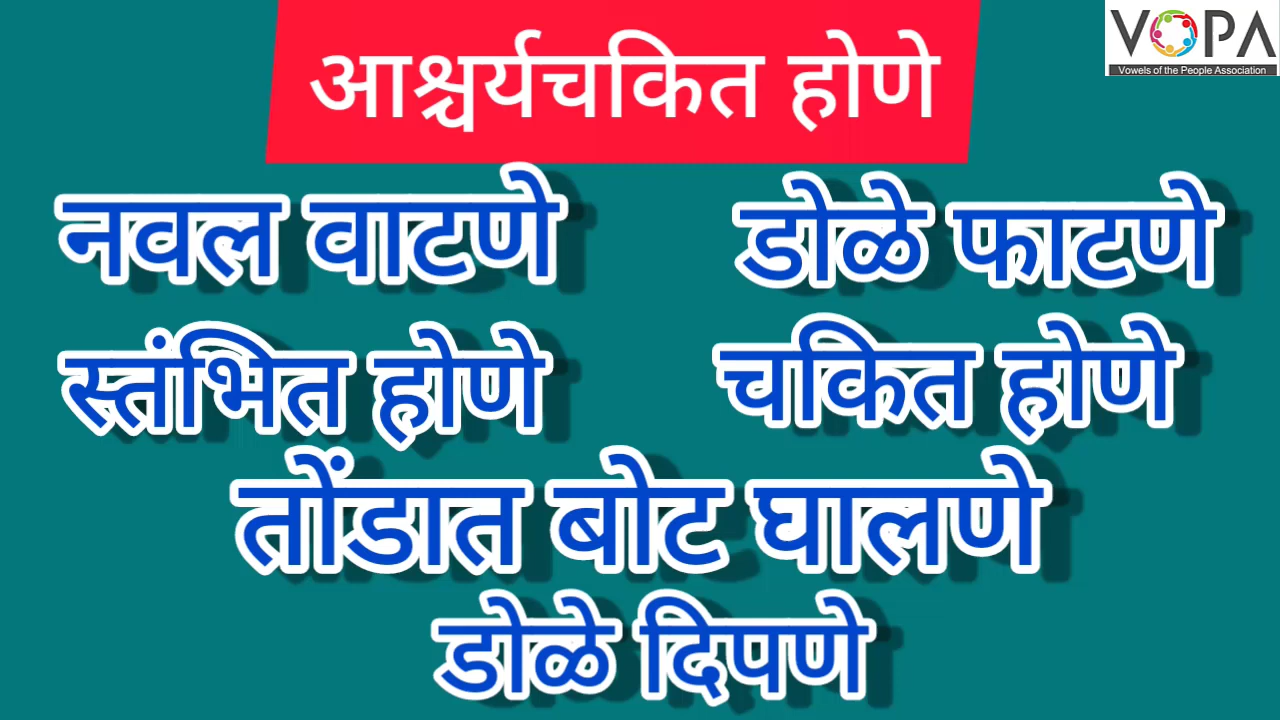 VOPA
Vowels of the People Association
आश्चर्यचकित होणे
नवल वाटणे
डोळे फाटणे
स्तंभित होणे
चकित होणे
तोंडात बोट घालणे
डोळे दिपणे